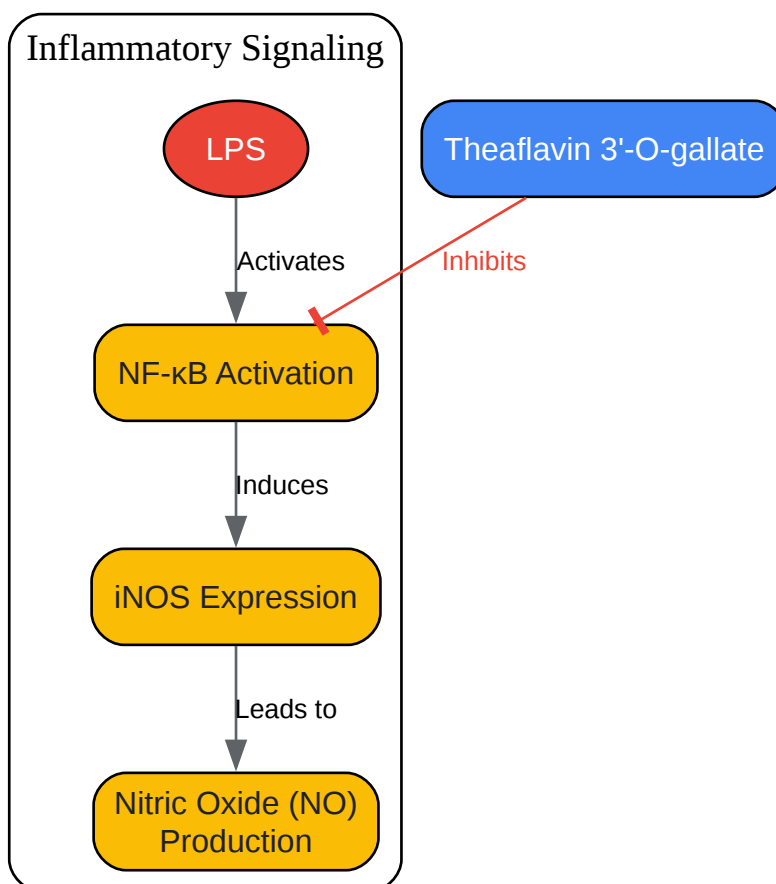 Inflammatory Signaling
LPS
Theaflavin 3'-O-gallate
Activates
Inhibits
NF-κB Activation
Induces
iNOS Expression
Leads to
Nitric Oxide (NO)
Production